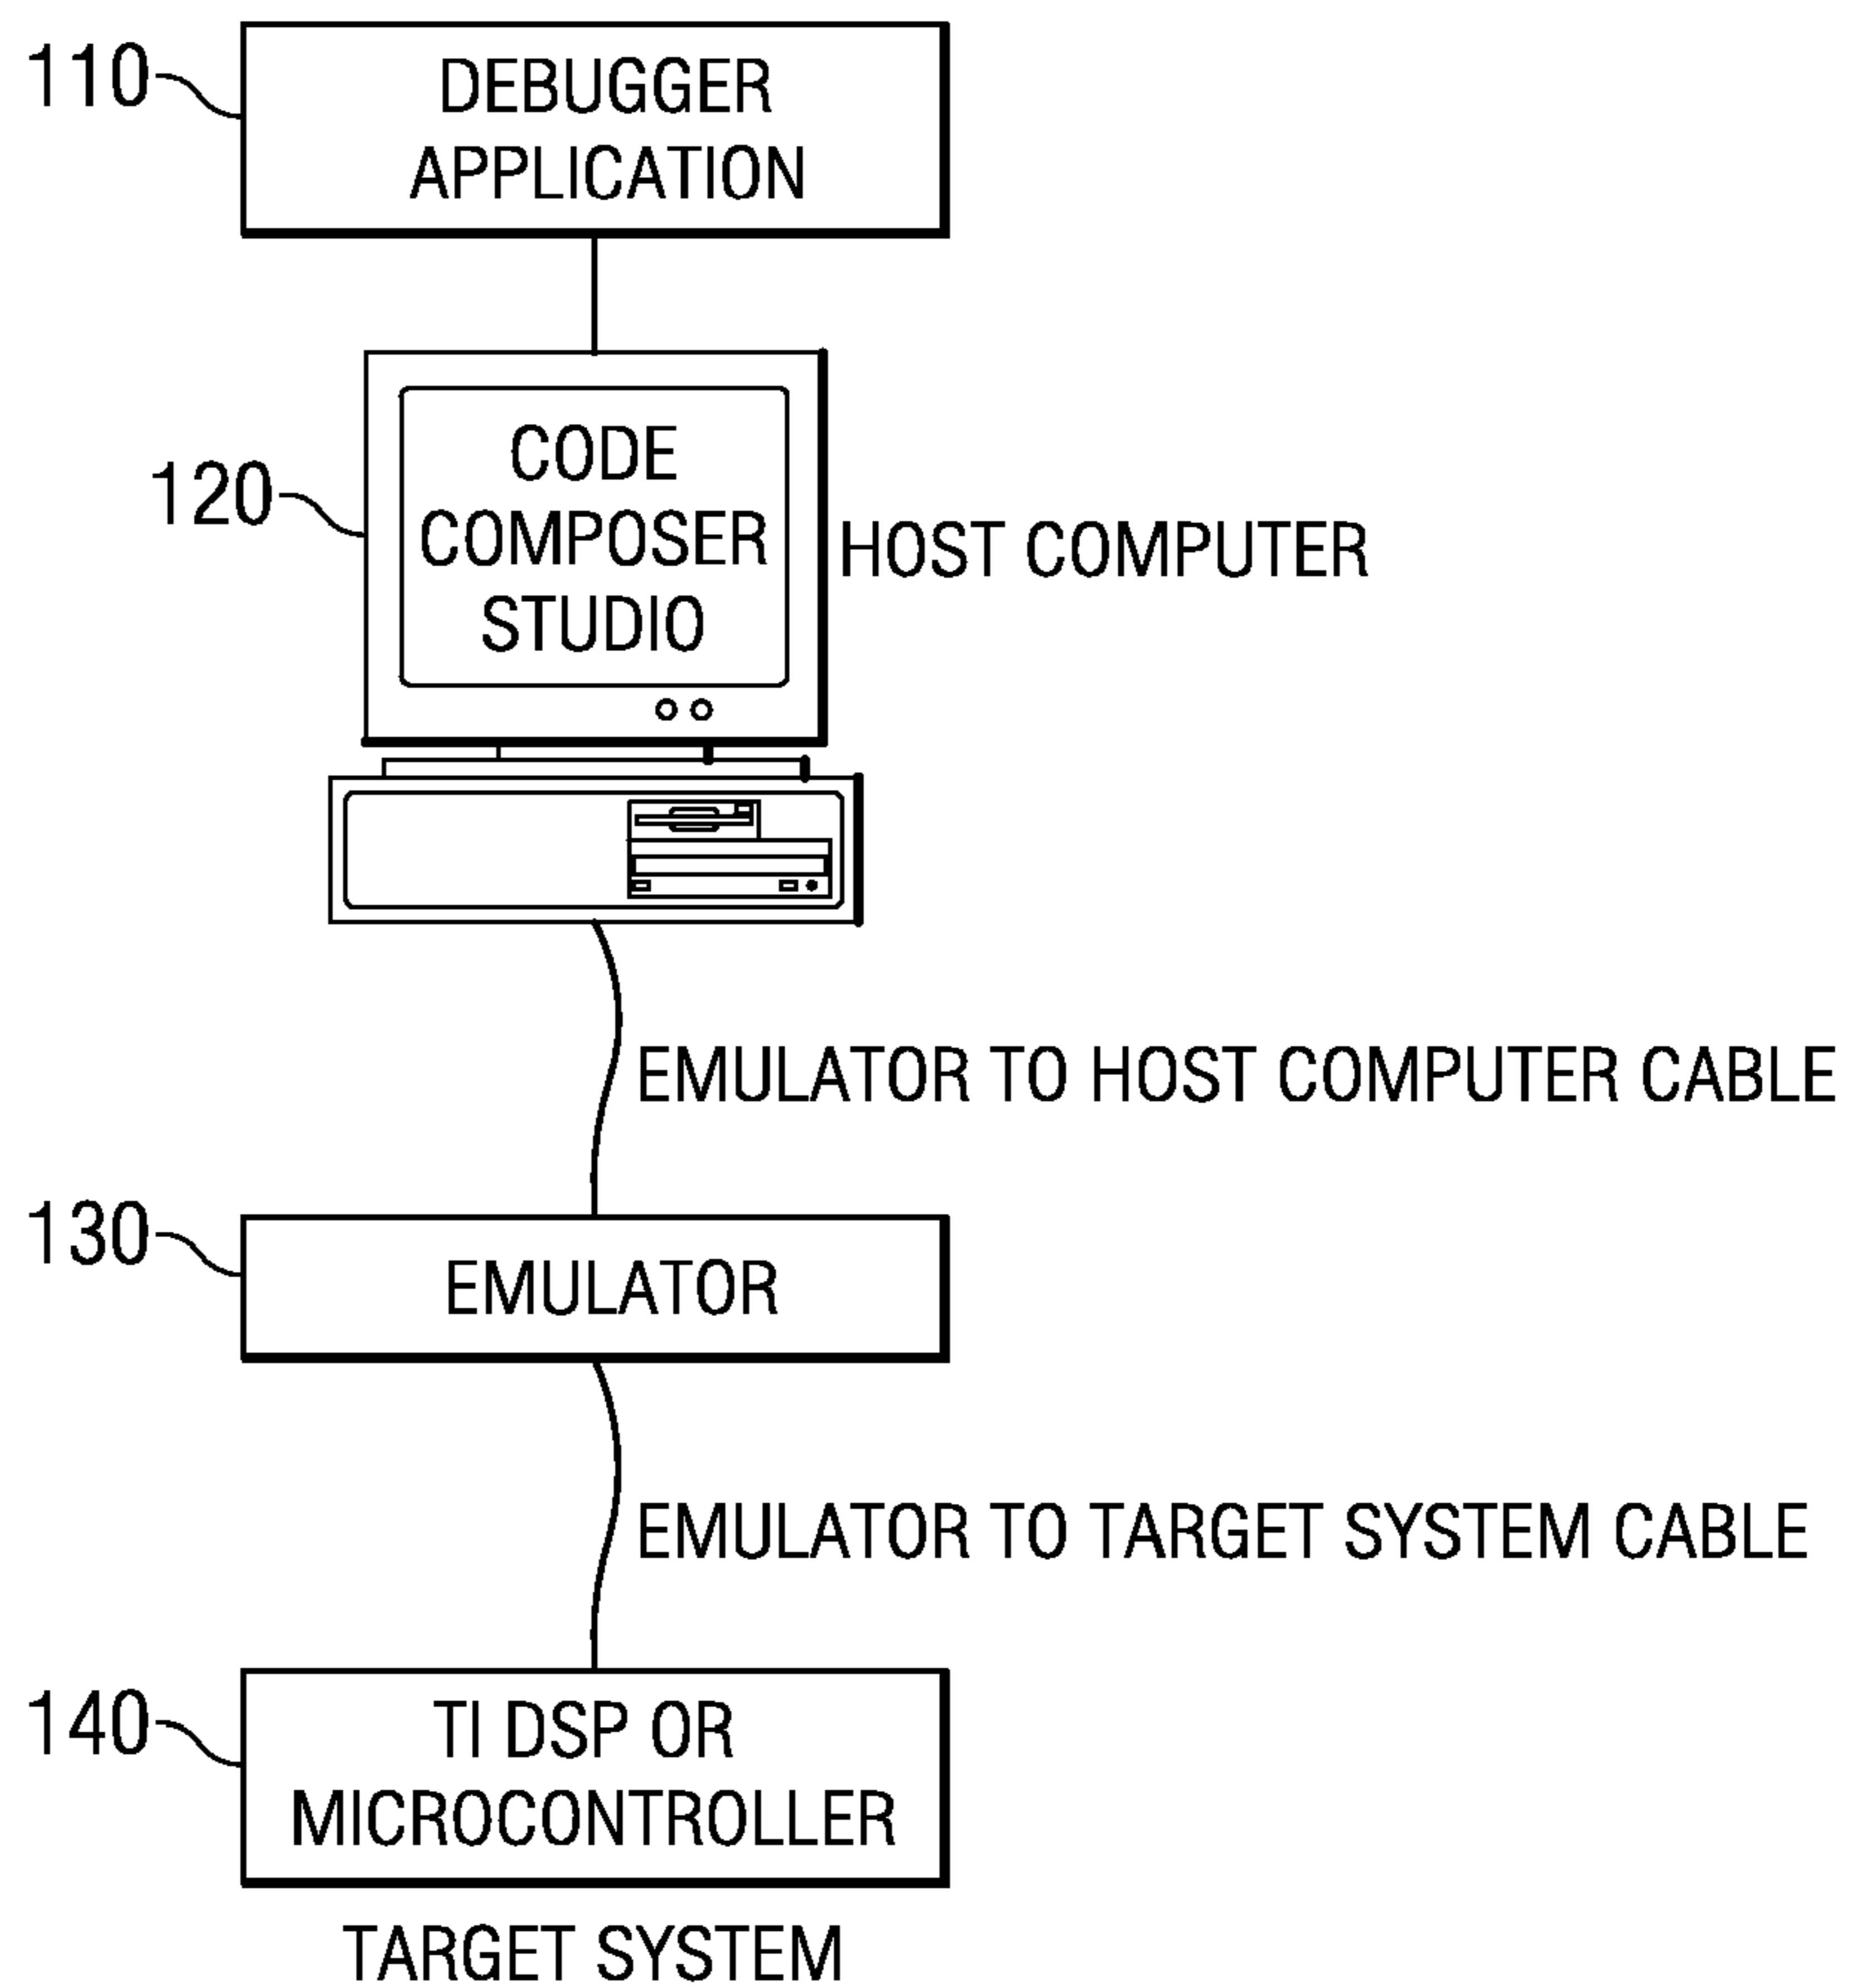 110
DEBUGGER
APPLICATION
CODE
COMPOSER
STUDIO
120
HOST COMPUTER
EMULATOR TO HOST COMPUTER CABLE
130
EMULATOR
EMULATOR TO TARGET SYSTEM CABLE
140
TI DSP OR
MICROCONTROLLER
TARGET SYSTEM